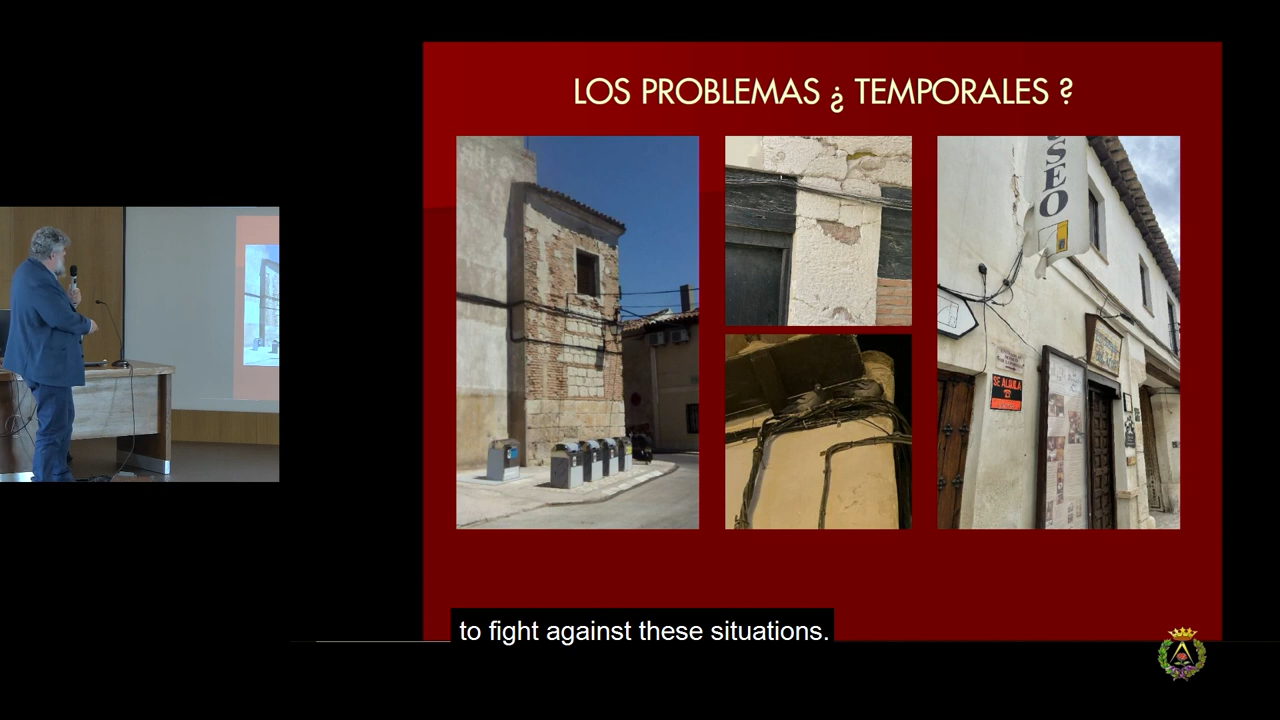 LOS PROBLEMAS ¿ TEMPORALES ?
SEO
SE ALQUILA
to fight against these situations.